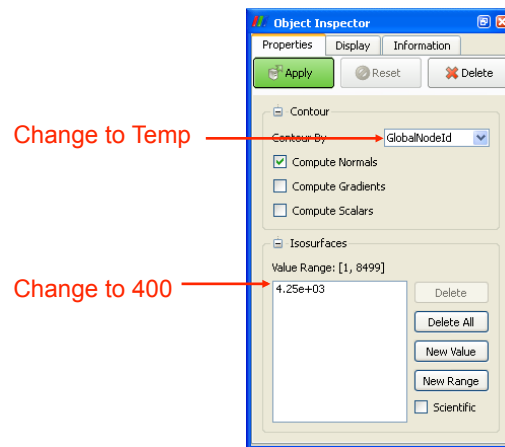 Object Inspector
Properties Display Information
Apply Reset Delete
Contour
Change to Temp
Contour By GlobalNodeId
Compute Normals
Compute Gradients
Compute Scalars
Isosurfaces
Value Range: [1, 8499]
Change to 400
4.25e+03
Delete
Delete All
New Value
New Range
Scientific